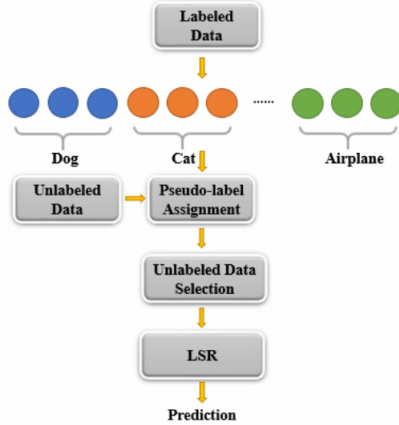 Labeled
Data
......
Dog
Cat
Airplane
Unlabeled
Data
Pseudo-label
Assignment
Unlabeled Data
Selection
LSR
Prediction